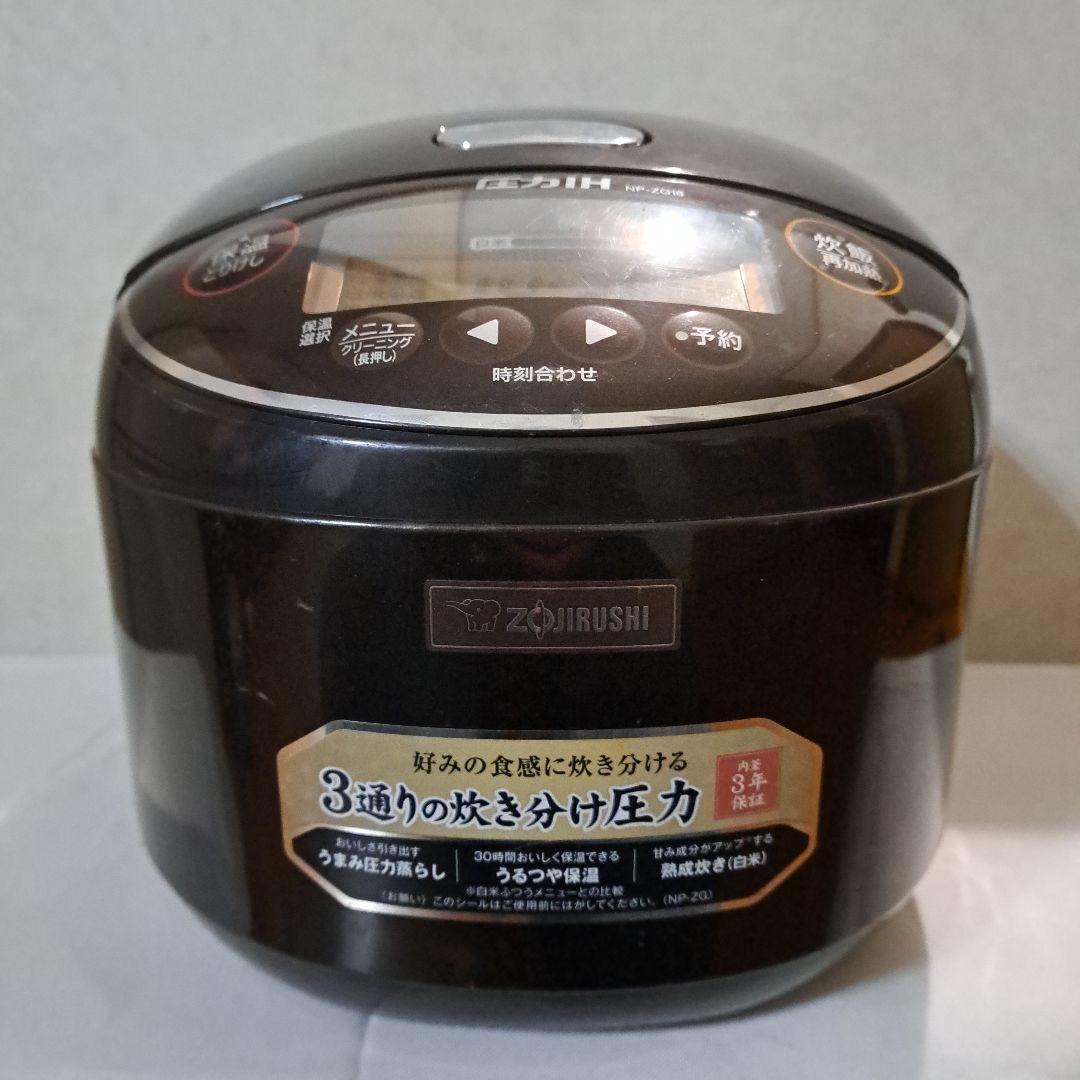 圧力IH NP-ZG18
白米
保温
とりけし
炊飯
再加熱
保温
選択
メニュー
クリーニング
(長押し)
予約
時刻合わせ
ZOJIRUSHI
好みの食感に炊き分ける
3通りの炊き分け圧力
内釜
3年
保証
おいしさ引き出す
うまみ圧力蒸らし
30時間おいしく保温できる
うるつや保温
甘み成分がアップ※する
熟成炊き(白米)
※白米ふつうメニューとの比較
(お願い) このシールはご使用前にはがしてください。(NP-ZG)